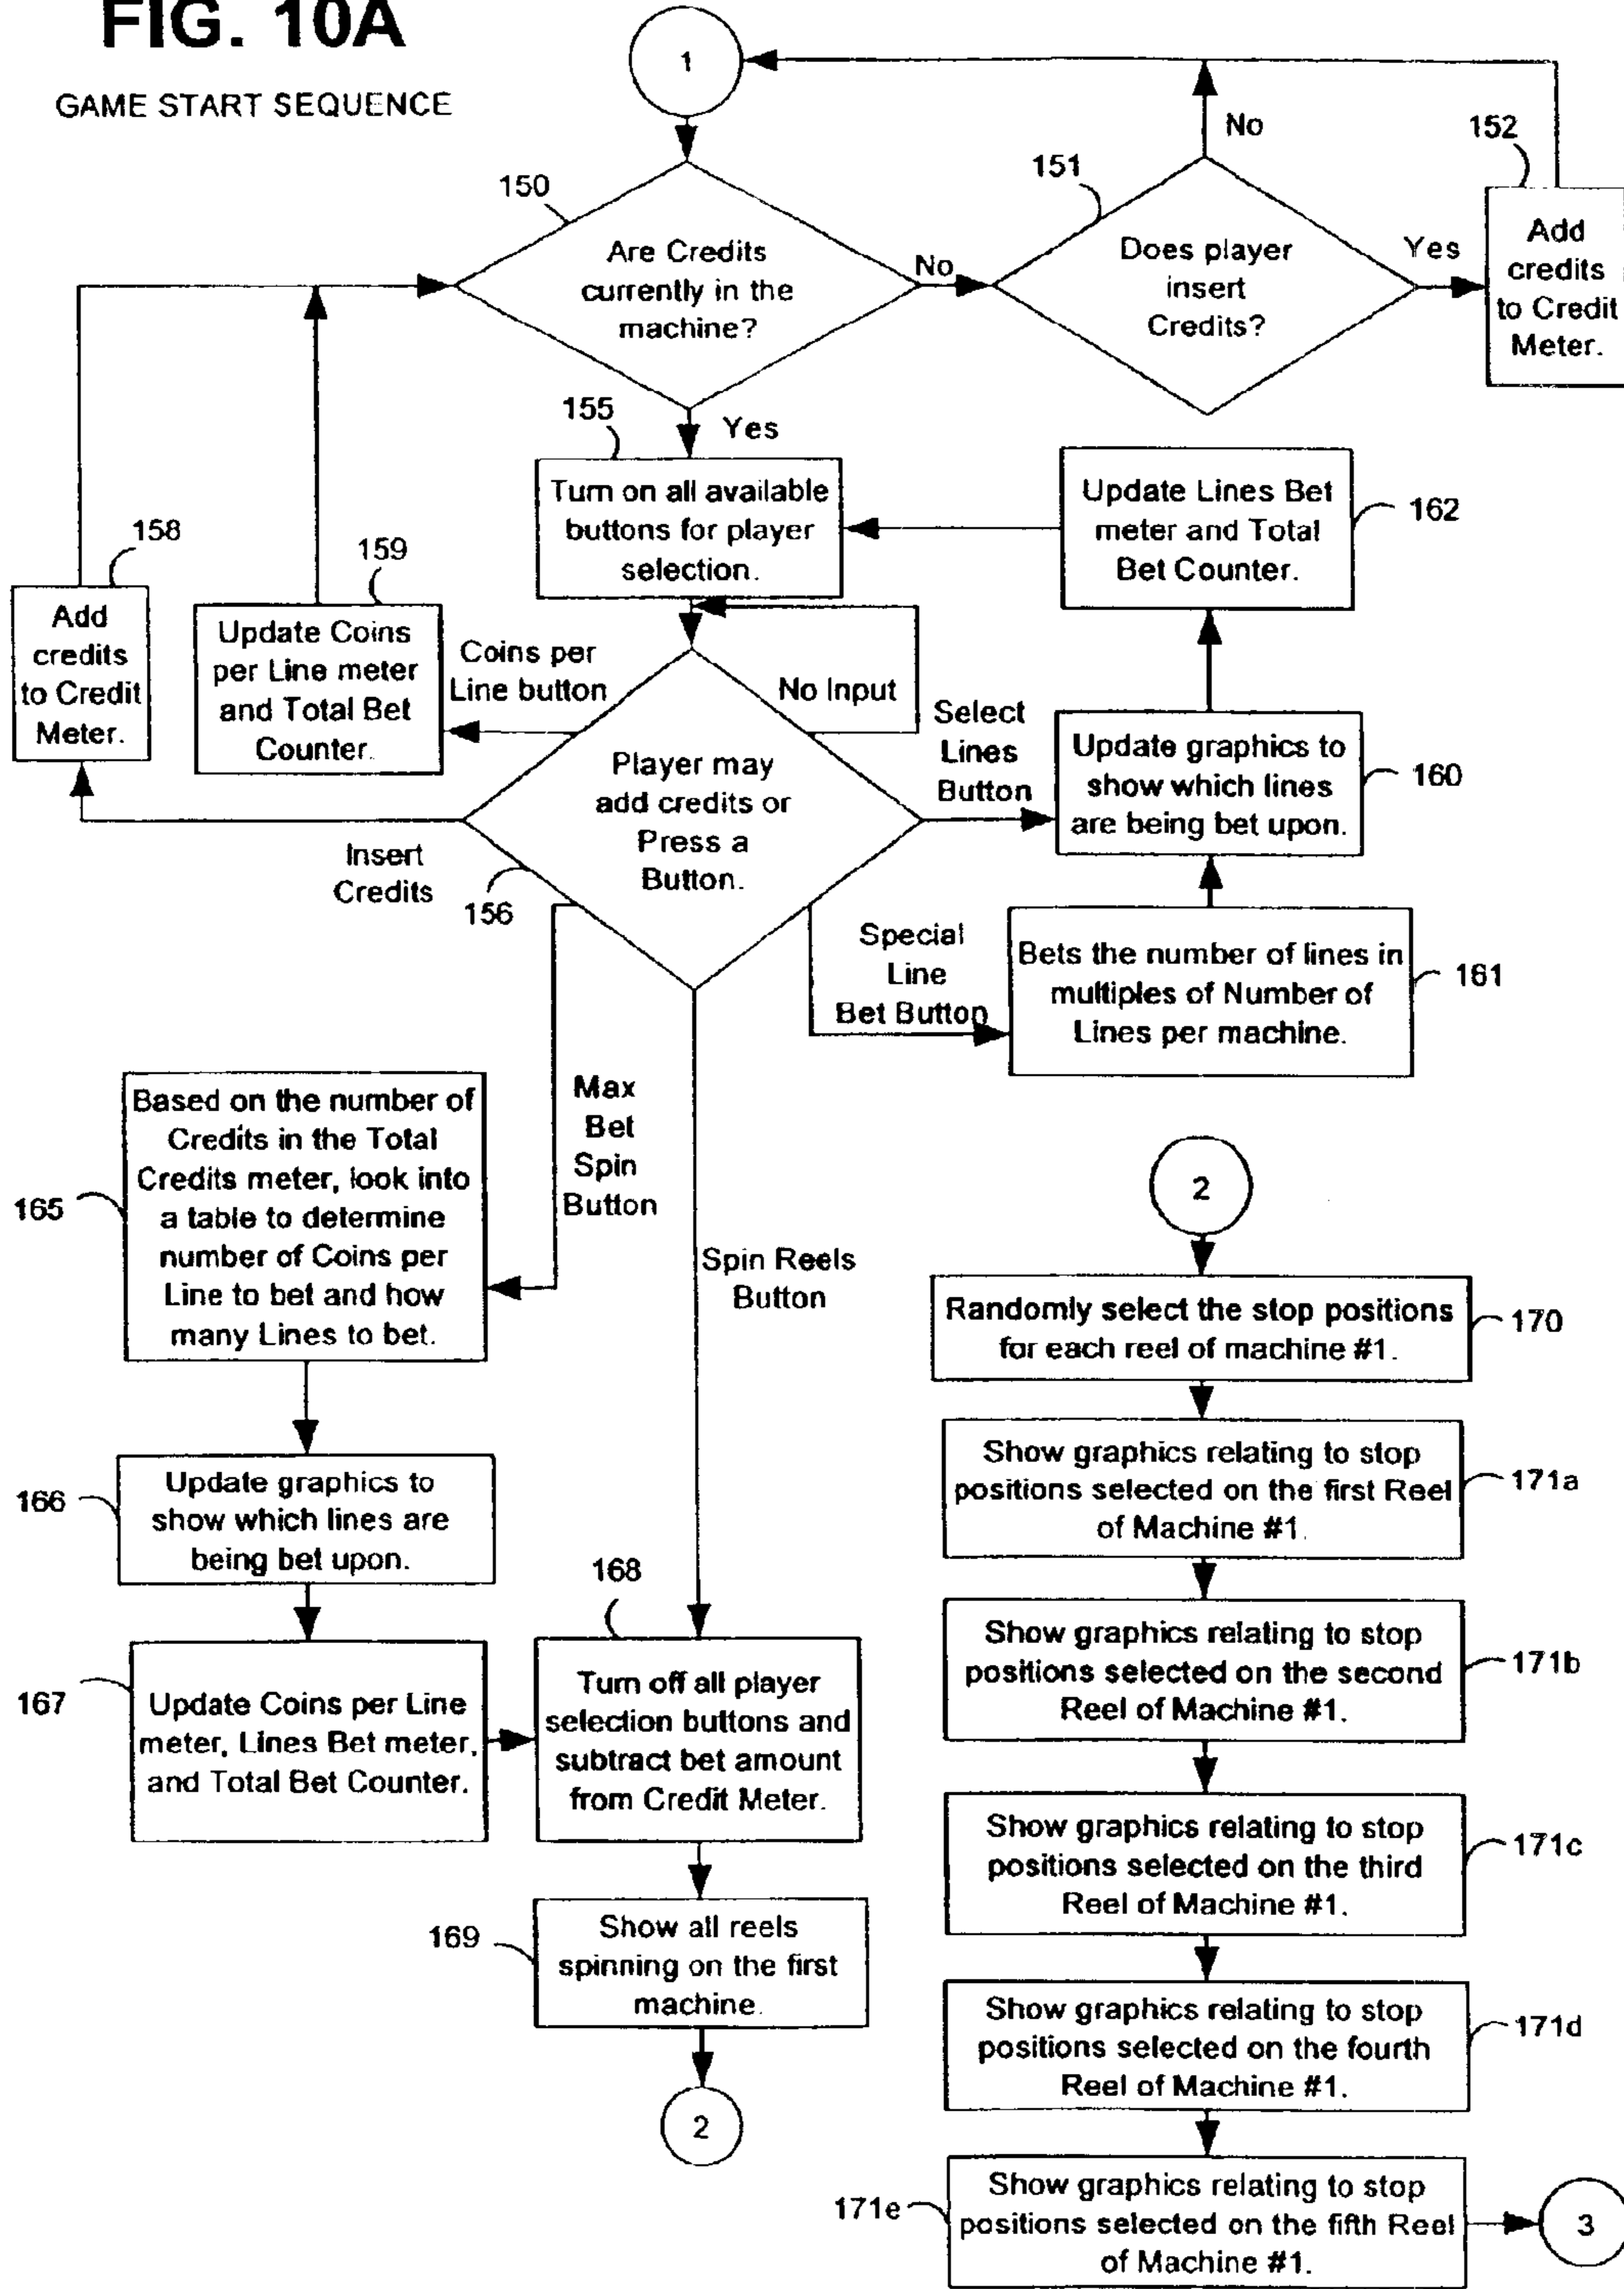 FIG. 10A
GAME START SEQUENCE
1
150
Are Credits
currently in the
machine?
No
151
Does player
insert
Credits?
No
Yes
152
Add
credits
to Credit
Meter.
Yes
155
Turn on all available
buttons for player
selection.
Update Lines Bet
meter and Total
Bet Counter.
162
158
Add
credits
to Credit
Meter.
159
Update Coins
per Line meter
and Total Bet
Counter.
Coins per
Line button
No Input
Select
Lines
Button
Update graphics to
show which lines
are being bet upon.
160
Player may
add credits or
Press a
Button.
Insert
Credits
156
Special
Line
Bet Button
Bets the number of lines in
multiples of Number of
Lines per machine.
161
Max
Bet
Spin
Button
Spin Reels
Button
165
Based on the number of
Credits in the Total
Credits meter, look into
a table to determine
number of Coins per
Line to bet and how
many Lines to bet.
166
Update graphics to
show which lines are
being bet upon.
167
Update Coins per Line
meter, Lines Bet meter,
and Total Bet Counter.
168
Turn off all player
selection buttons and
subtract bet amount
from Credit Meter.
169
Show all reels
spinning on the first
machine.
2
2
Randomly select the stop positions
for each reel of machine #1.
170
Show graphics relating to stop
positions selected on the first Reel
of Machine #1.
171a
Show graphics relating to stop
positions selected on the second
Reel of Machine #1.
171b
Show graphics relating to stop
positions selected on the third
Reel of Machine #1.
171c
Show graphics relating to stop
positions selected on the fourth
Reel of Machine #1.
171d
171e
Show graphics relating to stop
positions selected on the fifth Reel
of Machine #1.
3